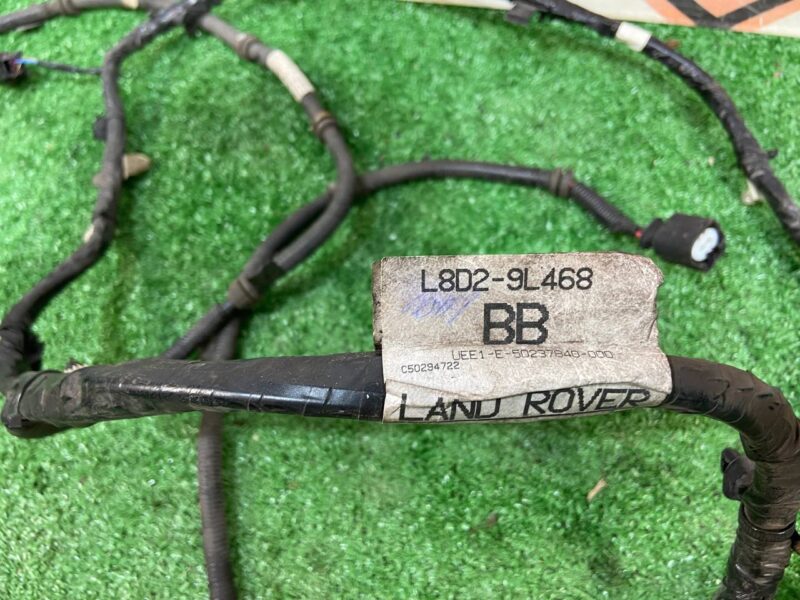 L8D2-9L468
BB
UEE1-E-50237840-000
C50294722
LAND ROVER